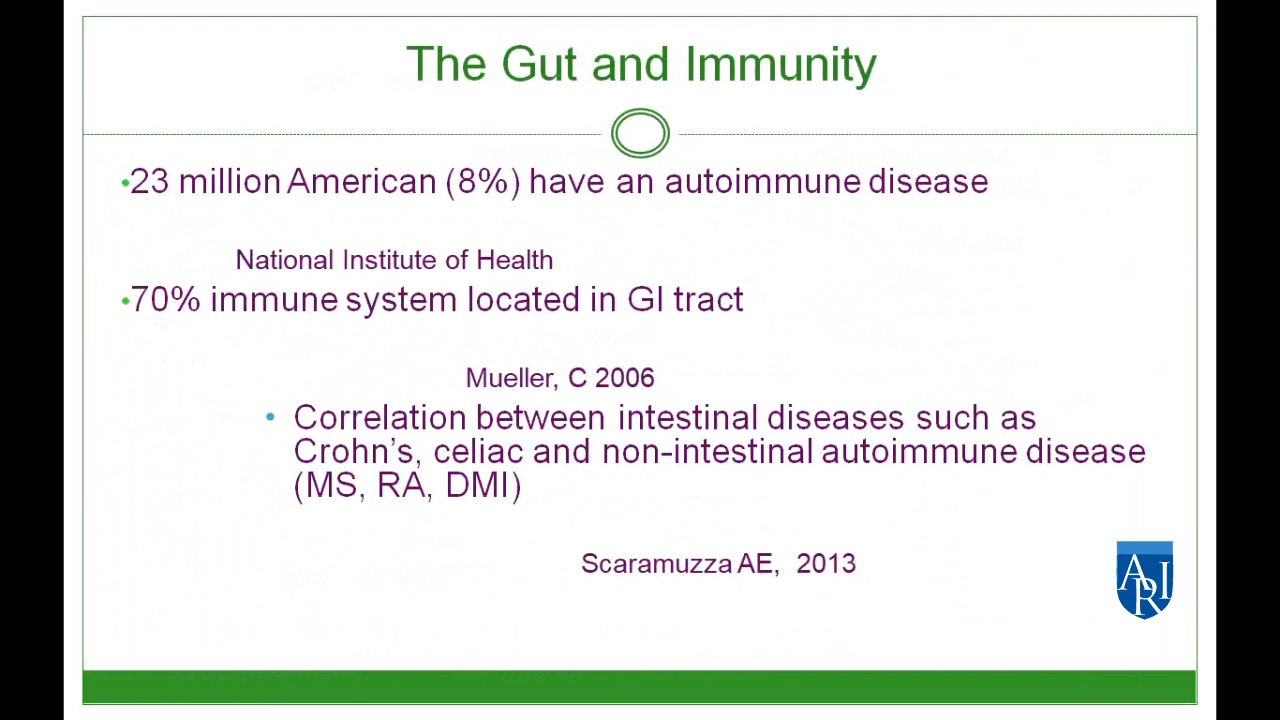 The Gut and Immunity
•23 million American (8%) have an autoimmune disease
National Institute of Health
•70% immune system located in GI tract
Mueller, C 2006
• Correlation between intestinal diseases such as
Crohn's, celiac and non-intestinal autoimmune disease
(MS, RA, DMI)
Scaramuzza AE, 2013
ARI